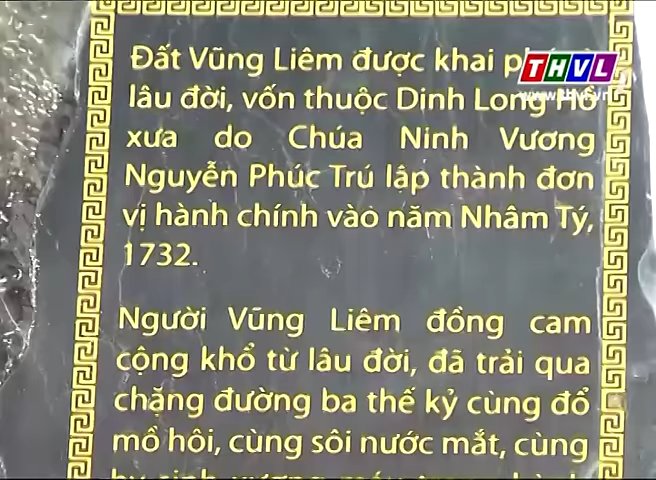 THVL
Đất Vũng Liêm được khai
lâu đời, vốn thuộc Dinh Long Hồ
xưa do Chúa Ninh Vương
Nguyễn Phúc Trú lập thành đơn
vị hành chính vào năm Nhâm Tý,
1732.
Người Vũng Liêm đồng cam
cộng khổ từ lâu đời, đã trải qua
chặng đường ba thế kỷ cùng đổ
mồ hôi, cùng sôi nước mắt, cùng